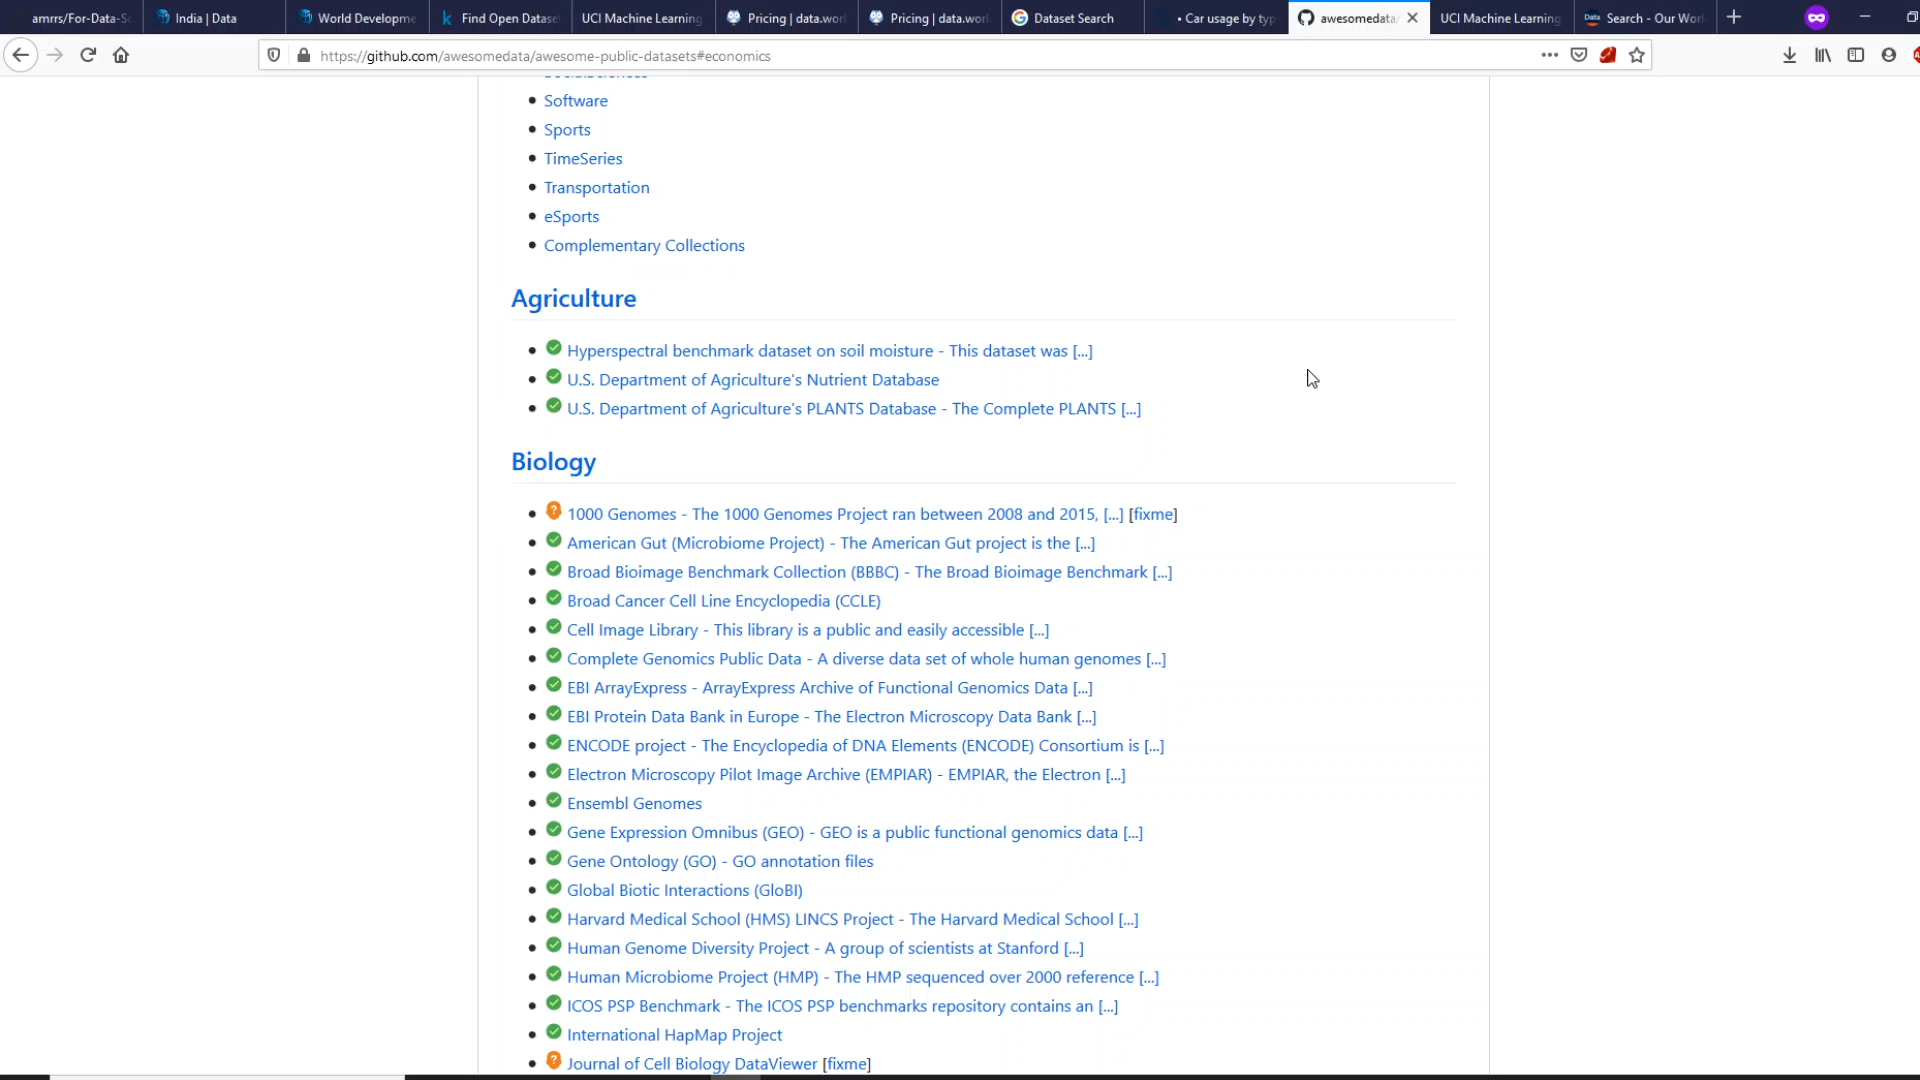 amrrs/For-Data-Sc
India | Data
World Developme
Find Open Datase
UCI Machine Learning
Pricing | data.worl
Pricing | data.worl
Dataset Search
• Car usage by typ
awesomedata
UCI Machine Learning
Search - Our Worl
https://github.com/awesomedata/awesome-public-datasets#economics
Software
Sports
TimeSeries
Transportation
eSports
Complementary Collections
Agriculture
Hyperspectral benchmark dataset on soil moisture - This dataset was [...]
U.S. Department of Agriculture's Nutrient Database
U.S. Department of Agriculture's PLANTS Database - The Complete PLANTS [...]
Biology
1000 Genomes - The 1000 Genomes Project ran between 2008 and 2015, [...] [fixme]
American Gut (Microbiome Project) - The American Gut project is the [...]
Broad Bioimage Benchmark Collection (BBBC) - The Broad Bioimage Benchmark [...]
Broad Cancer Cell Line Encyclopedia (CCLE)
Cell Image Library - This library is a public and easily accessible [...]
Complete Genomics Public Data - A diverse data set of whole human genomes [...]
EBI ArrayExpress - ArrayExpress Archive of Functional Genomics Data [...]
EBI Protein Data Bank in Europe - The Electron Microscopy Data Bank [...]
ENCODE project - The Encyclopedia of DNA Elements (ENCODE) Consortium is [...]
Electron Microscopy Pilot Image Archive (EMPIAR) - EMPIAR, the Electron [...]
Ensembl Genomes
Gene Expression Omnibus (GEO) - GEO is a public functional genomics data [...]
Gene Ontology (GO) - GO annotation files
Global Biotic Interactions (GloBI)
Harvard Medical School (HMS) LINCS Project - The Harvard Medical School [...]
Human Genome Diversity Project - A group of scientists at Stanford [...]
Human Microbiome Project (HMP) - The HMP sequenced over 2000 reference [...]
ICOS PSP Benchmark - The ICOS PSP benchmarks repository contains an [...]
International HapMap Project
Journal of Cell Biology DataViewer [fixme]